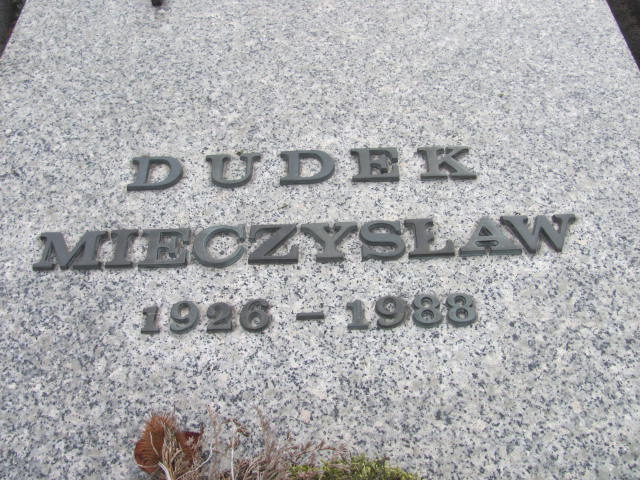 DUDEK
MIECZYSLAW
1926 - 1988